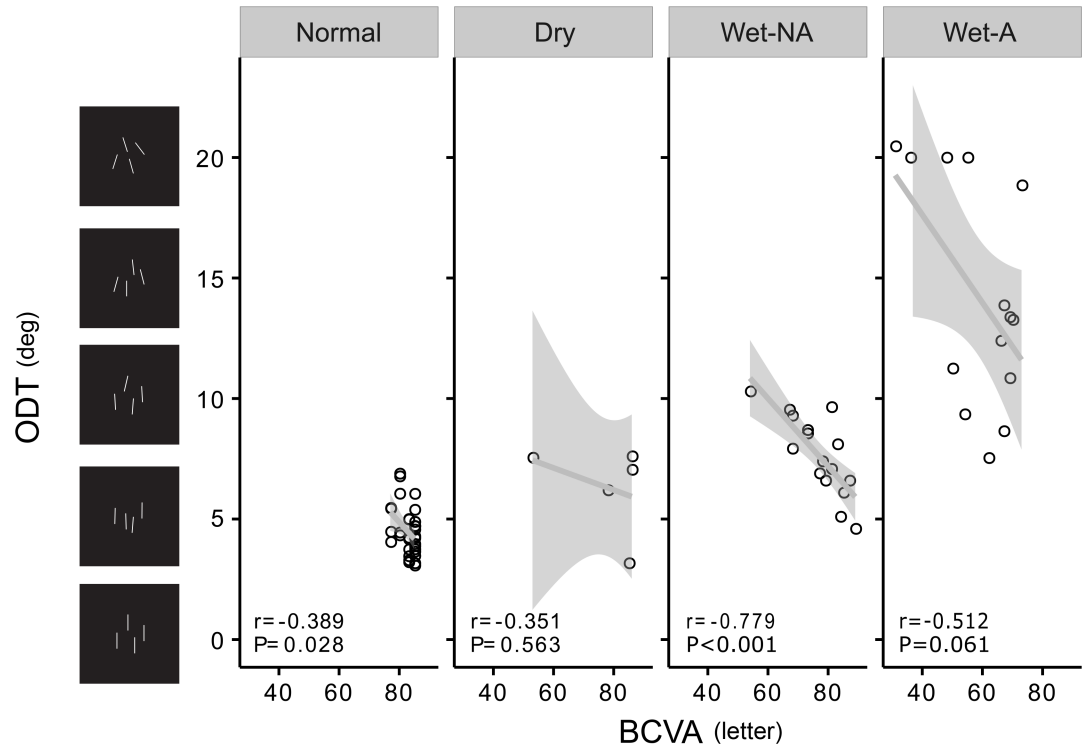 Normal Dry Wet-NA Wet-A
ODT (deg)
20
15
10
5
0
r=-0.389 r=-0.351 r=-0.779 r=-0.512
P=0.028 P=0.563 P<0.001 P=0.061
40 60 80 40 60 80 40 60 80 40 60 80
BCVA (letter)